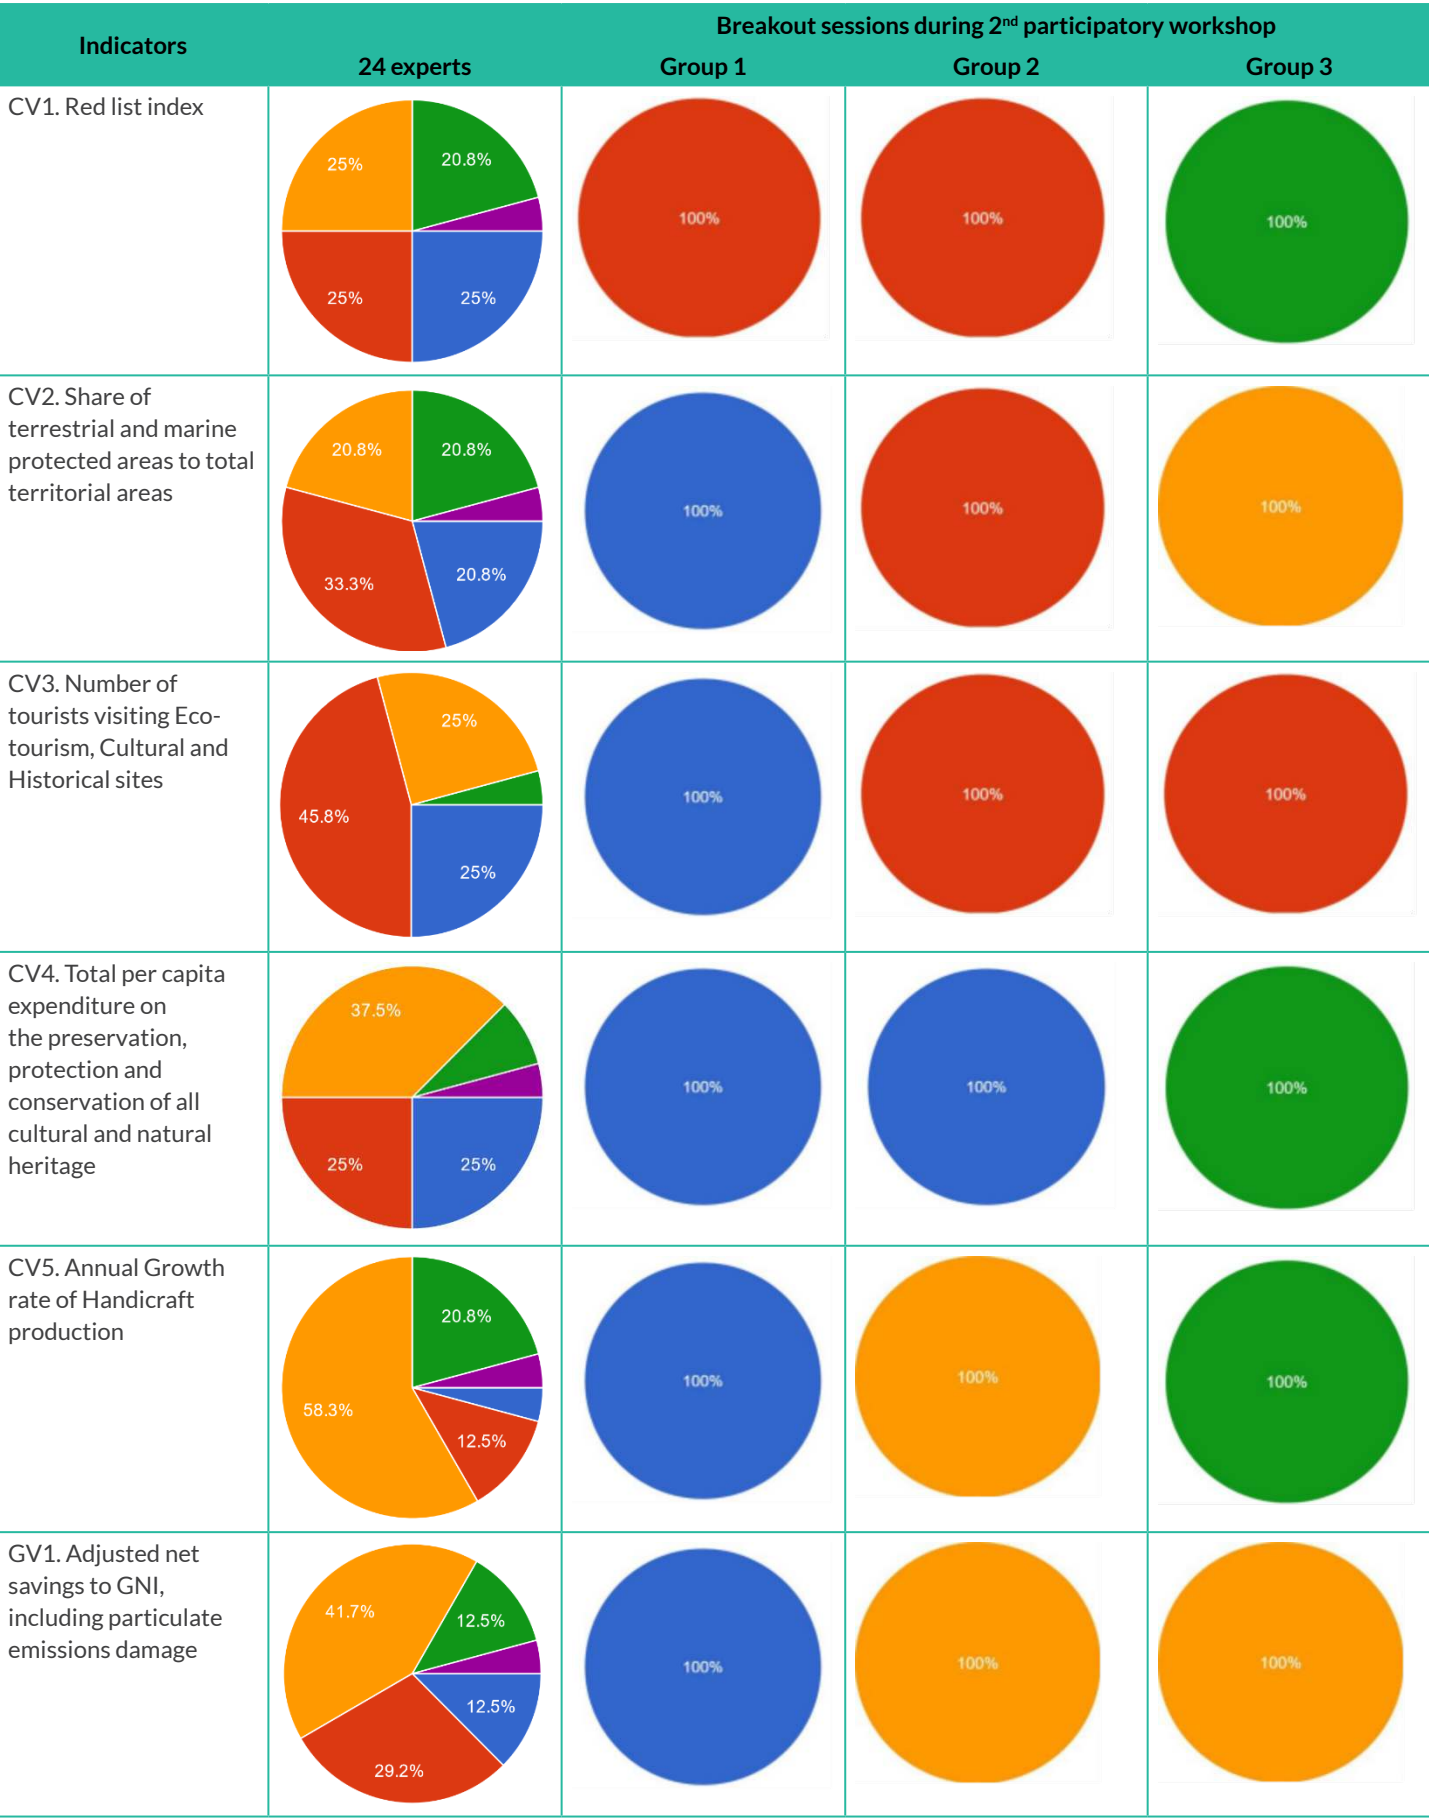 Indicators
Breakout sessions during 2nd participatory workshop
24 experts
Group 1
Group 2
Group 3
CV1. Red list index
25%
20.8%
25%
25%
100%
100%
100%
CV2. Share of
terrestrial and marine
protected areas to total
territorial areas
20.8%
20.8%
33.3%
20.8%
100%
100%
100%
CV3. Number of
tourists visiting Eco-
tourism, Cultural and
Historical sites
25%
45.8%
25%
100%
100%
100%
CV4. Total per capita
expenditure on
the preservation,
protection and
conservation of all
cultural and natural
heritage
37.5%
25%
25%
100%
100%
100%
CV5. Annual Growth
rate of Handicraft
production
20.8%
58.3%
12.5%
100%
100%
100%
GV1. Adjusted net
savings to GNI,
including particulate
emissions damage
41.7%
12.5%
12.5%
29.2%
100%
100%
100%